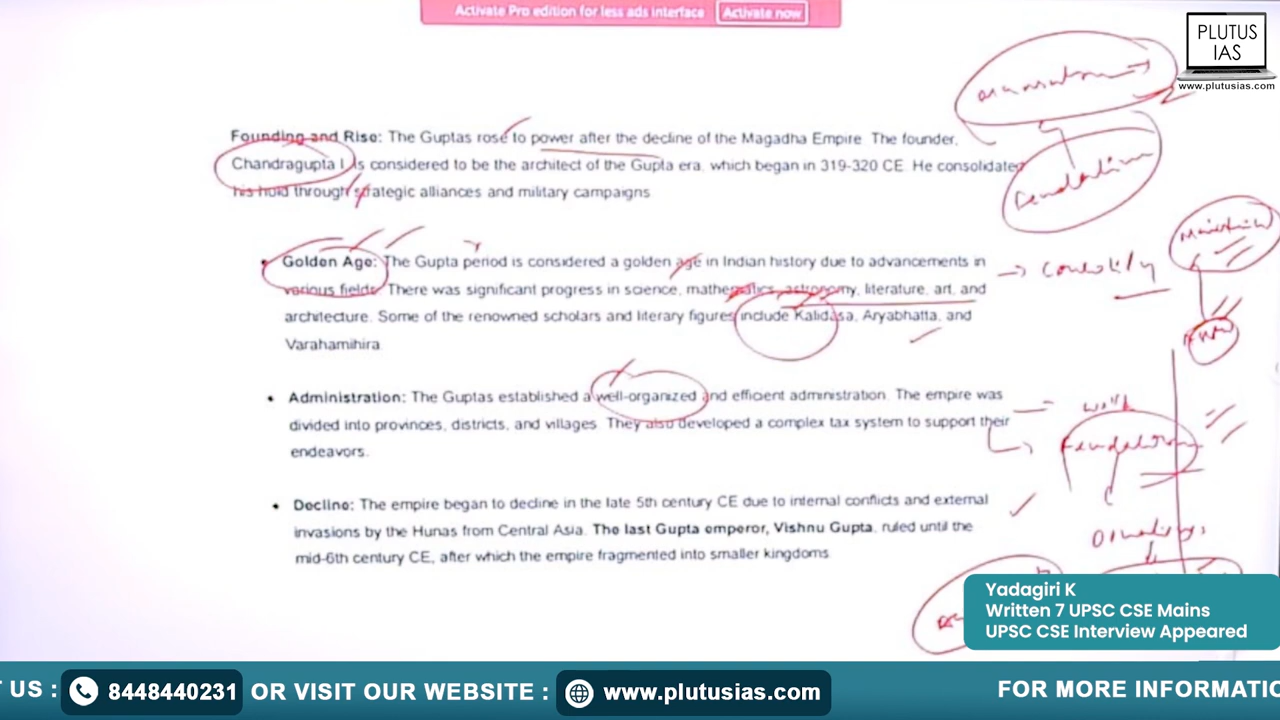 Activate Pro edition for less ads interface Activate now
PLUTUS
IAS
www.plutusias.com
Founding and Rise: The Guptas rose to power after the decline of the Magadha Empire. The founder,
Chandragupta I, is considered to be the architect of the Gupta era, which began in 319-320 CE. He consolidated
his hold through strategic alliances and military campaigns
• Golden Age: The Gupta period is considered a golden age in Indian history due to advancements in
various fields. There was significant progress in science, mathematics, astronomy, literature, art, and
architecture. Some of the renowned scholars and literary figures include Kalidasa, Aryabhatta, and
Varahamihira.
• Administration: The Guptas established a well-organized and efficient administration. The empire was
divided into provinces, districts, and villages. They also developed a complex tax system to support their
endeavors.
• Decline: The empire began to decline in the late 5th century CE due to internal conflicts and external
invasions by the Hunas from Central Asia. The last Gupta emperor, Vishnu Gupta, ruled until the
mid-6th century CE, after which the empire fragmented into smaller kingdoms
Yadagiri K
Written 7 UPSC CSE Mains
UPSC CSE Interview Appeared
T US : 8448440231 OR VISIT OUR WEBSITE : www.plutusias.com FOR MORE INFORMATIO